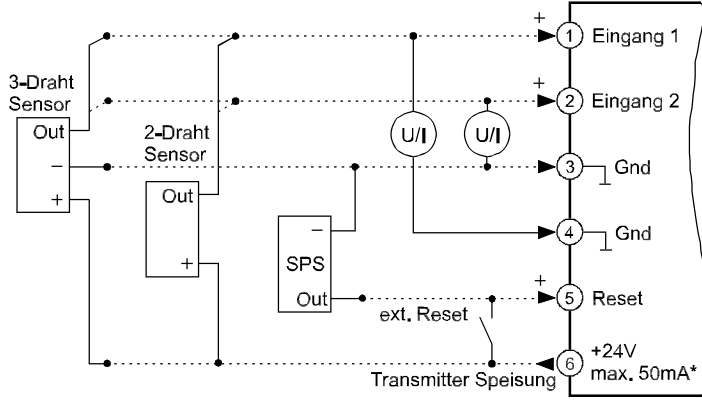 +
1 Eingang 1
3-Draht
Sensor
+
2 Eingang 2
Out
2-Draht
Sensor
U/I
U/I
−
3 Gnd
+
Out
−
4 Gnd
+
SPS
Out
+
5 Reset
ext. Reset
6 +24V
max. 50mA*
Transmitter Speisung